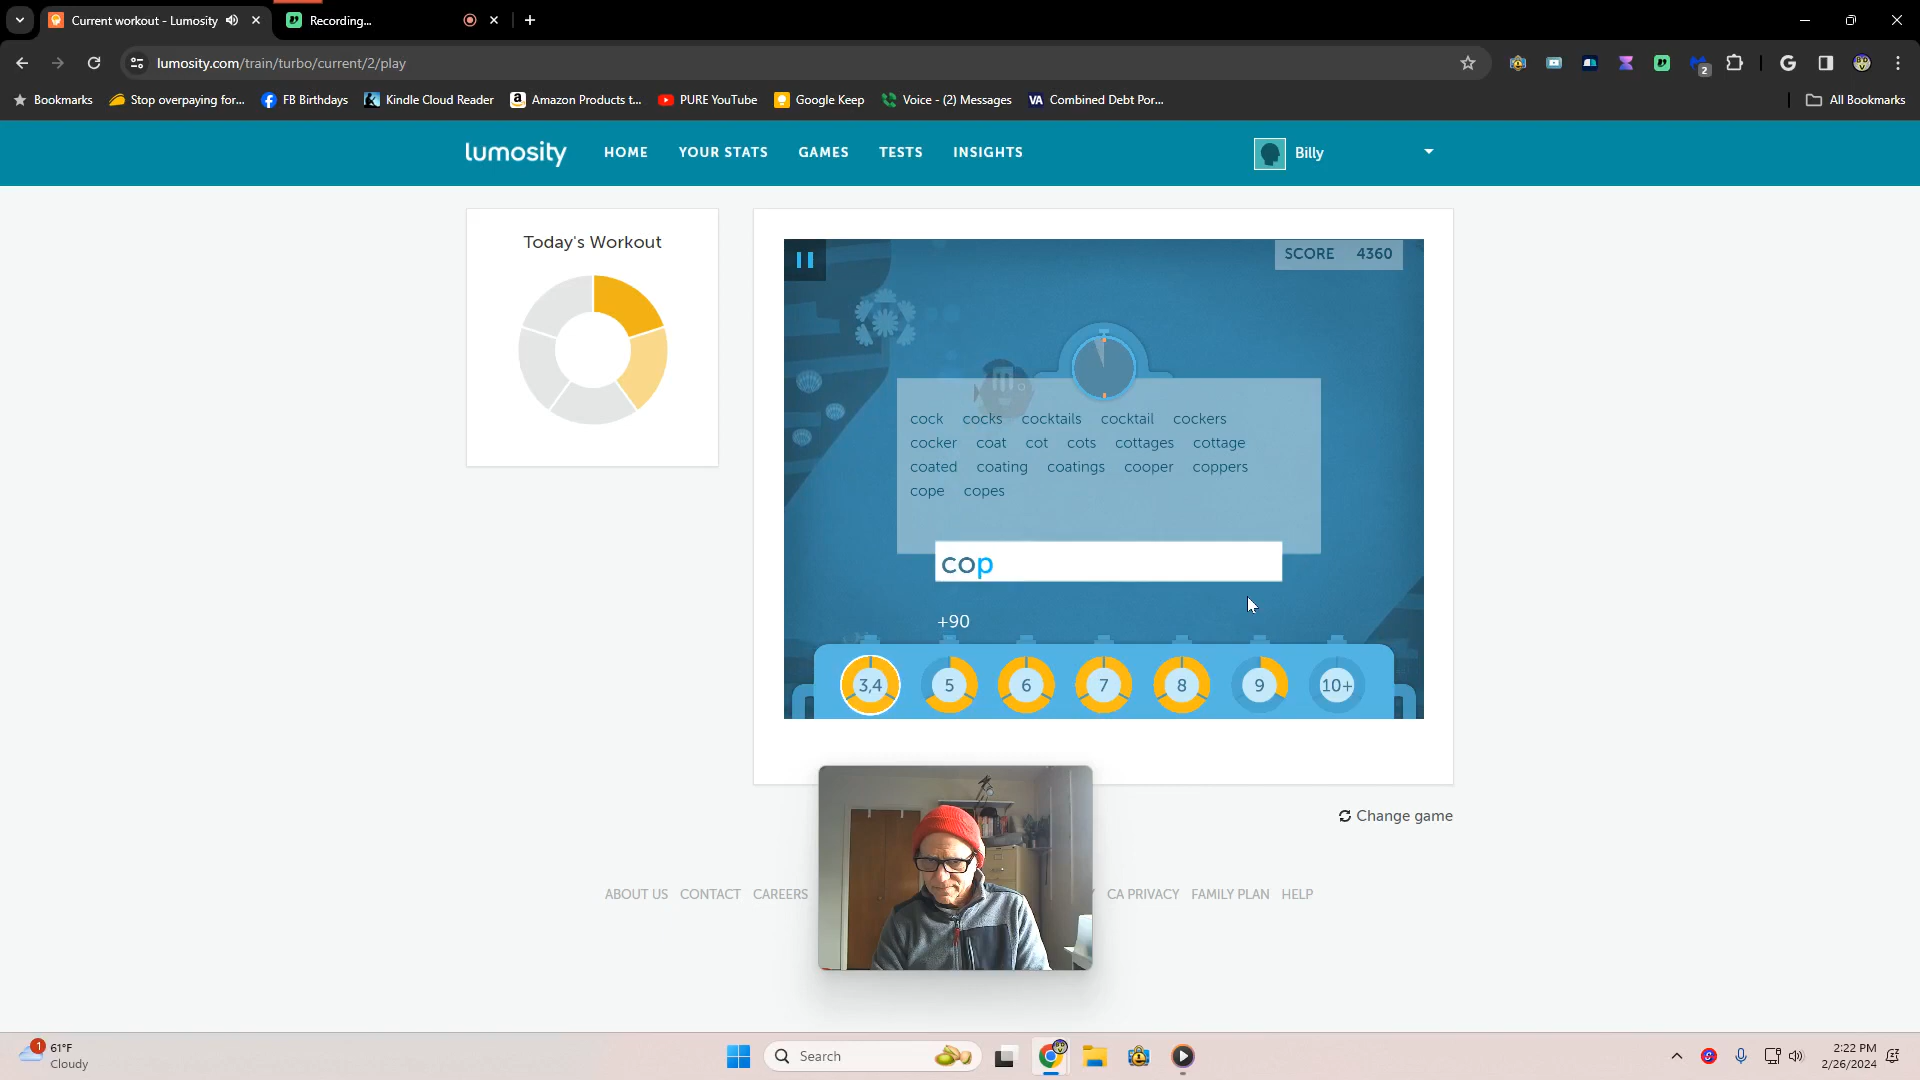 Current workout - Lumosity
Recording...
lumosity.com/train/turbo/current/2/play
2
Bookmarks
Stop overpaying for...
FB Birthdays
Kindle Cloud Reader
Amazon Products t...
PURE YouTube
Google Keep
Voice - (2) Messages
VA Combined Debt Por...
All Bookmarks
lumosity HOME YOUR STATS GAMES TESTS INSIGHTS Billy
Today's Workout
SCORE 4360
cock cocks cocktails cocktail cockers
cocker coat cot cots cottages cottage
coated coating coatings cooper coppers
cope copes
cop
+90
3,4 5 6 7 8 9 10+
Change game
ABOUT US CONTACT CAREERS CA PRIVACY FAMILY PLAN HELP
1
61°F
Cloudy
Search
2:22 PM
2/26/2024